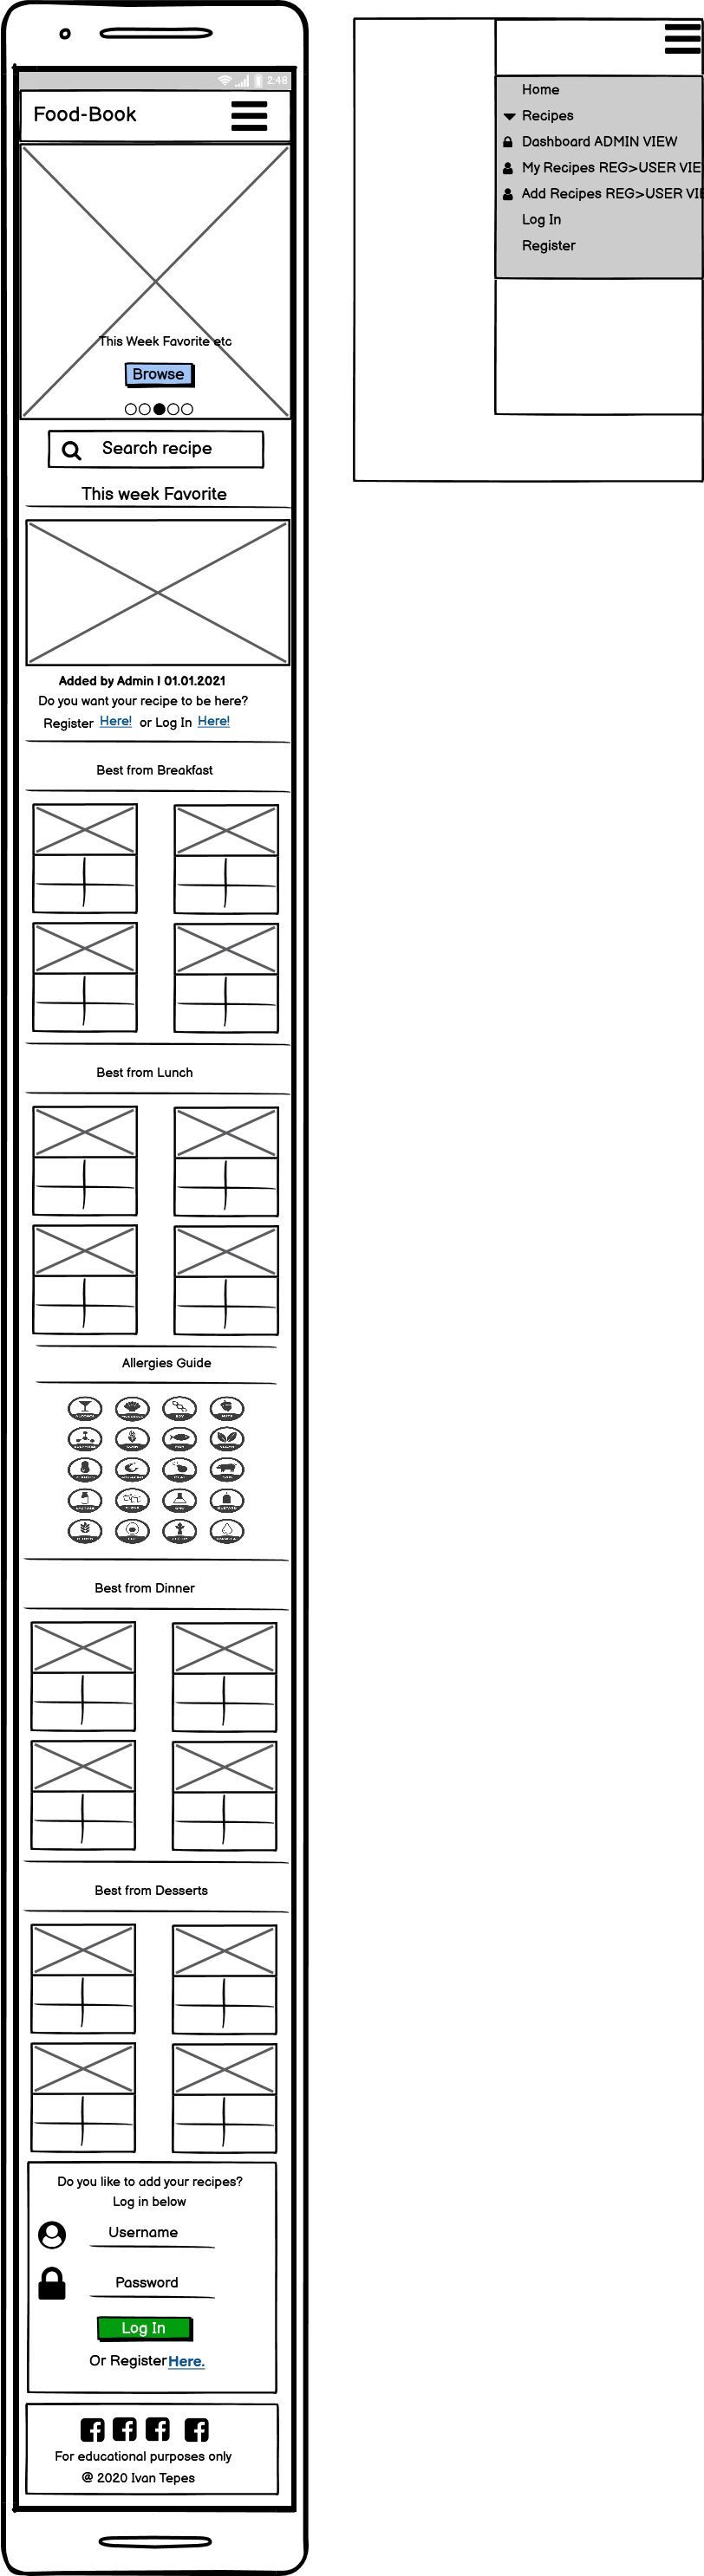 2:48
Food-Book
This Week Favorite etc
Browse
Search recipe
This week Favorite
Added by Admin | 01.01.2021
Do you want your recipe to be here?
Register Here! or Log In Here!
Best from Breakfast
Best from Lunch
Allergies Guide
Best from Dinner
Best from Desserts
Do you like to add your recipes?
Log in below
Username
Password
Log In
Or Register Here.
For educational purposes only
@ 2020 Ivan Tepes
Home
Recipes
Dashboard ADMIN VIEW
My Recipes REG>USER VIE
Add Recipes REG>USER VIE
Log In
Register